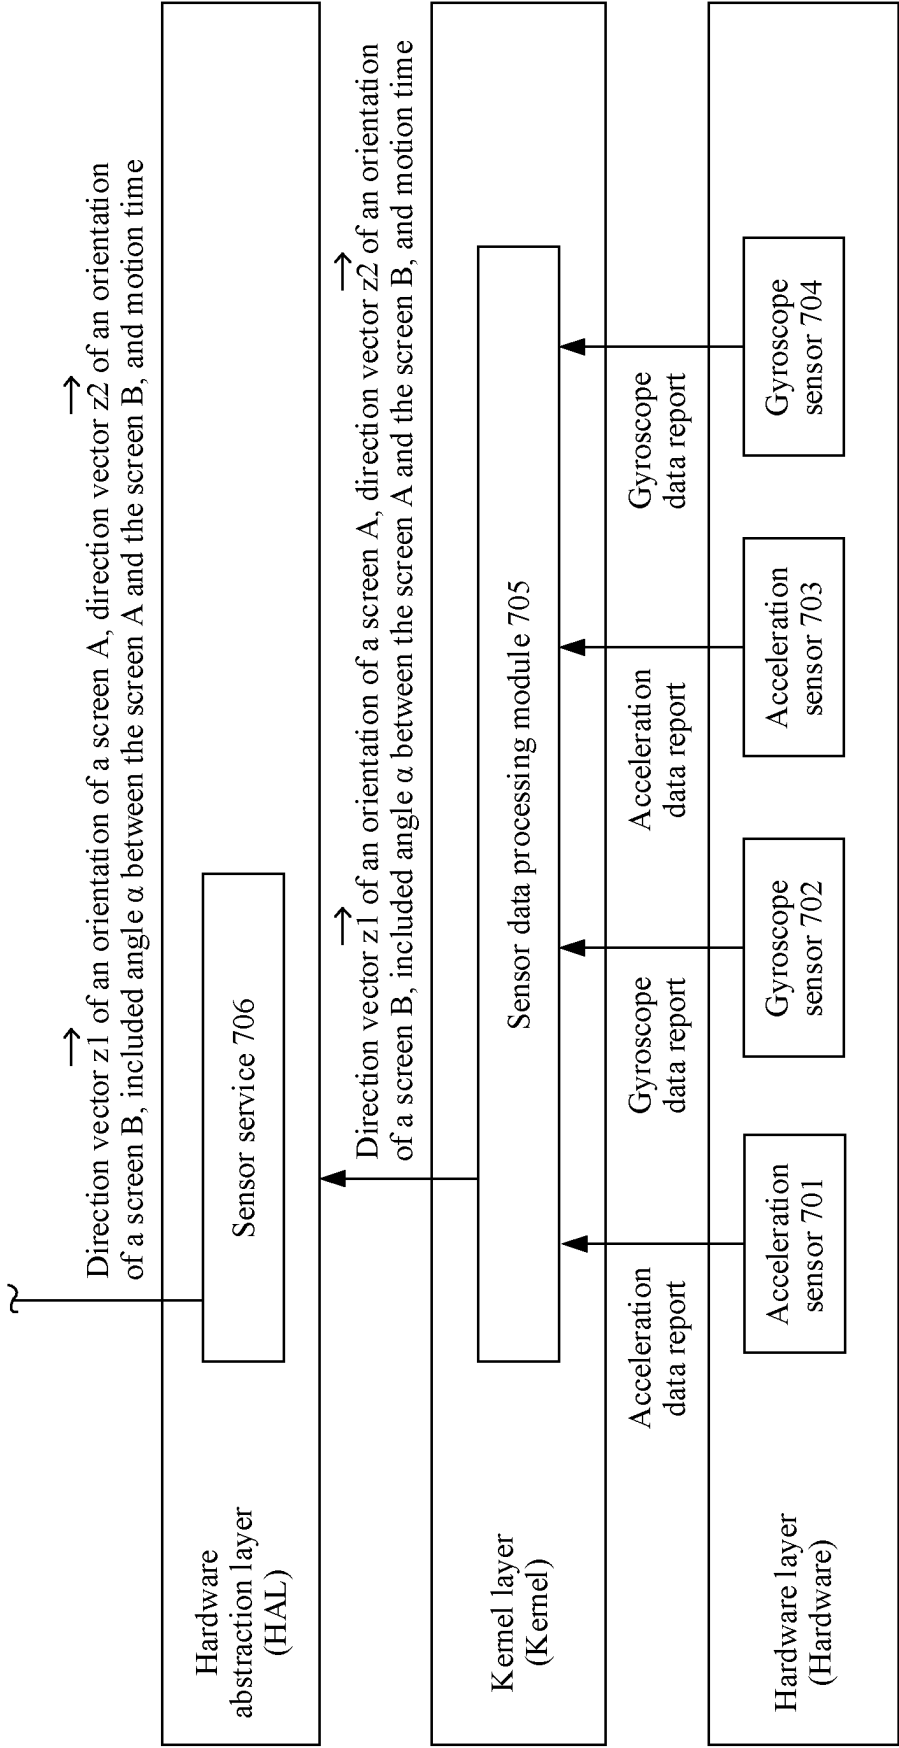 Direction vector z1 of an orientation of a screen A, direction vector z2 of an orientation
of a screen B, included angle α between the screen A and the screen B, and motion time
Hardware
abstraction layer
(HAL)
Sensor service 706
Direction vector z1 of an orientation of a screen A, direction vector z2 of an orientation
of a screen B, included angle α between the screen A and the screen B, and motion time
Kernel layer
(Kernel)
Sensor data processing module 705
Acceleration
data report
Gyroscope
data report
Acceleration
data report
Gyroscope
data report
Hardware layer
(Hardware)
Acceleration
sensor 701
Gyroscope
sensor 702
Acceleration
sensor 703
Gyroscope
sensor 704